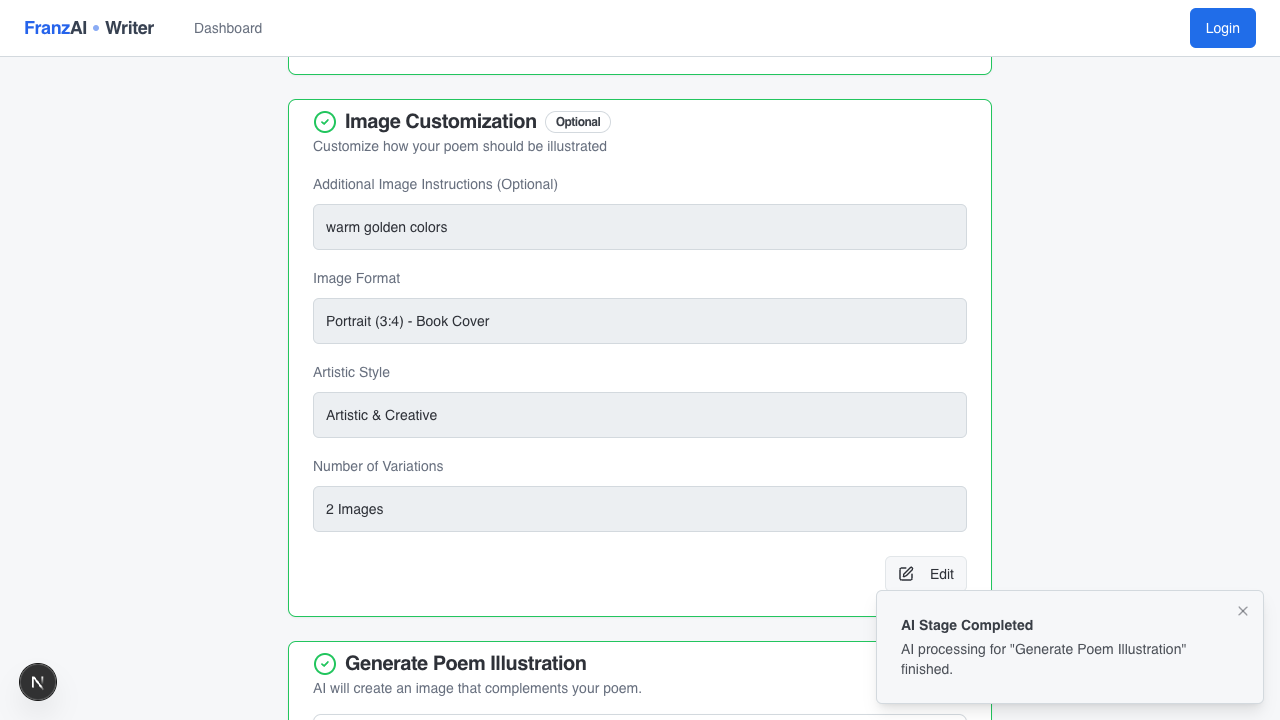 FranzAI • Writer
Dashboard
Login
Image Customization
Optional
Customize how your poem should be illustrated
Additional Image Instructions (Optional)
warm golden colors
Image Format
Portrait (3:4) - Book Cover
Artistic Style
Artistic & Creative
Number of Variations
2 Images
Edit
AI Stage Completed
AI processing for "Generate Poem Illustration"
finished.
Generate Poem Illustration
AI will create an image that complements your poem.
N